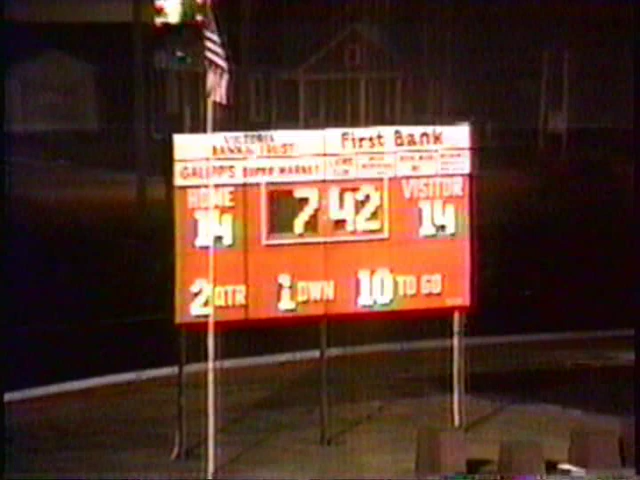 VICTORIA First Bank
BANK & TRUST
SUPER MARKET
HOME 7:42 VISITOR
14 14
2 QTR 1 DWN 10 TO GO